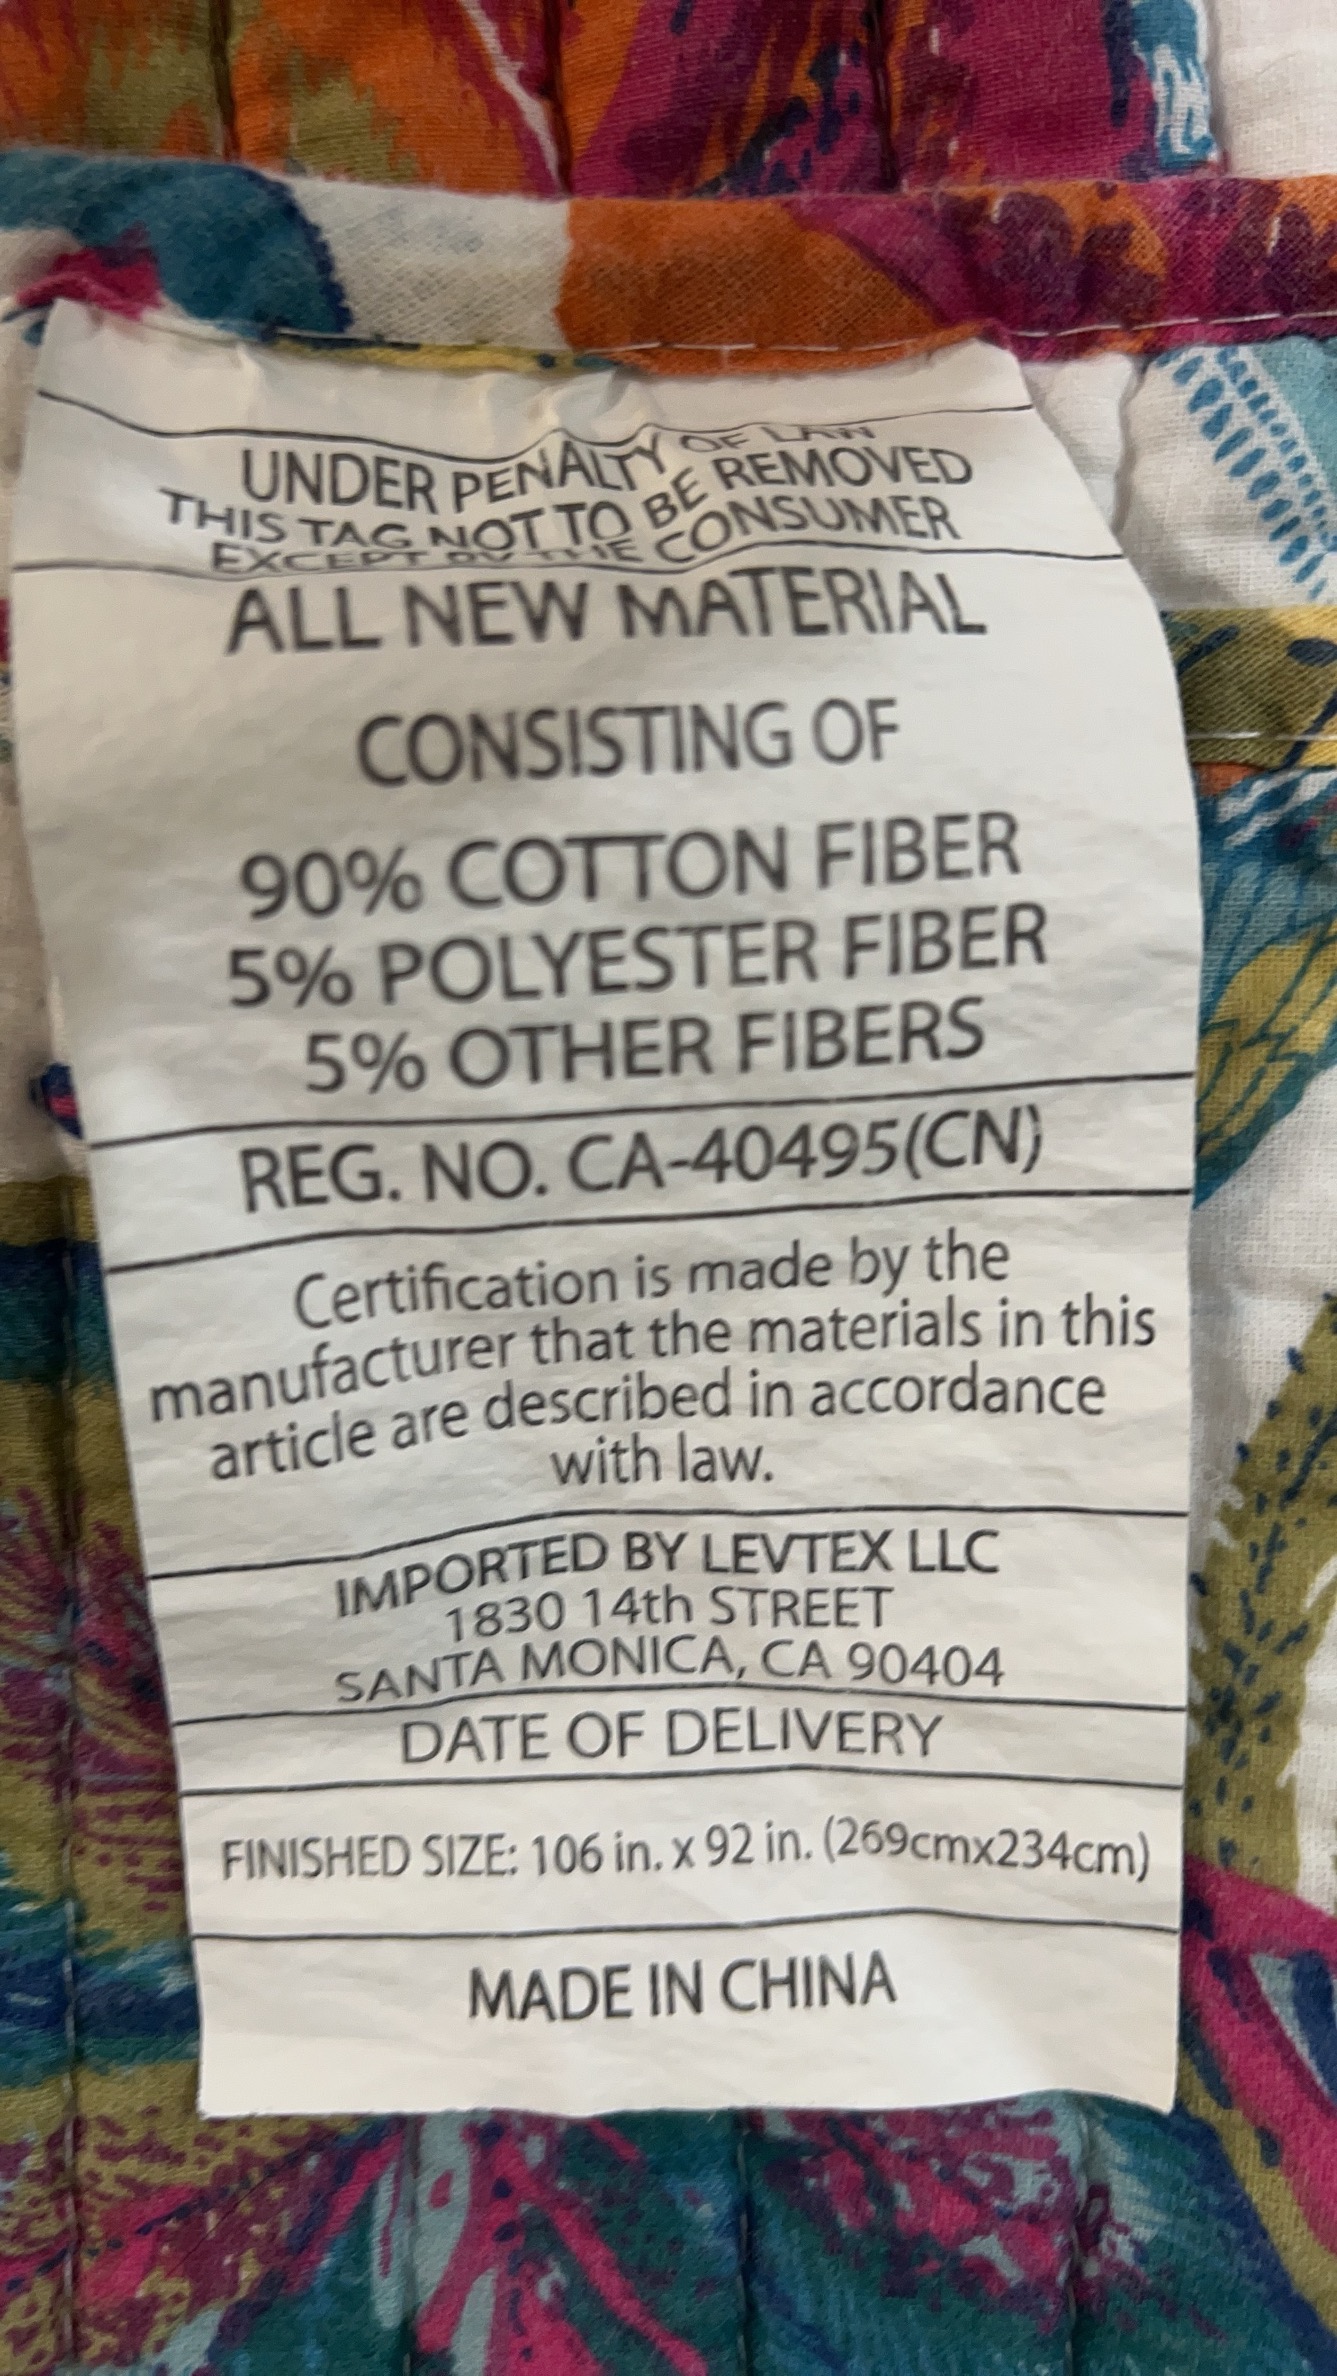 UNDER PENALTY OF LAW
THIS TAG NOT TO BE REMOVED
EXCEPT BY THE CONSUMER
ALL NEW MATERIAL
CONSISTING OF
90% COTTON FIBER
5% POLYESTER FIBER
5% OTHER FIBERS
REG. NO. CA-40495(CN)
Certification is made by the
manufacturer that the materials in this
article are described in accordance
with law.
IMPORTED BY LEVTEX LLC
1830 14th STREET
SANTA MONICA, CA 90404
DATE OF DELIVERY
FINISHED SIZE: 106 in. x 92 in. (269cmx234cm)
MADE IN CHINA